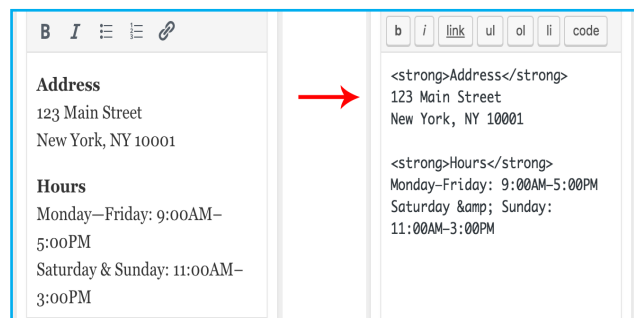 B I
Address
123 Main Street
New York, NY 10001
Hours
Monday—Friday: 9:00AM–
5:00PM
Saturday & Sunday: 11:00AM–
3:00PM
b i link ul ol li code
<strong>Address</strong>
123 Main Street
New York, NY 10001
<strong>Hours</strong>
Monday–Friday: 9:00AM–5:00PM
Saturday &amp; Sunday:
11:00AM–3:00PM